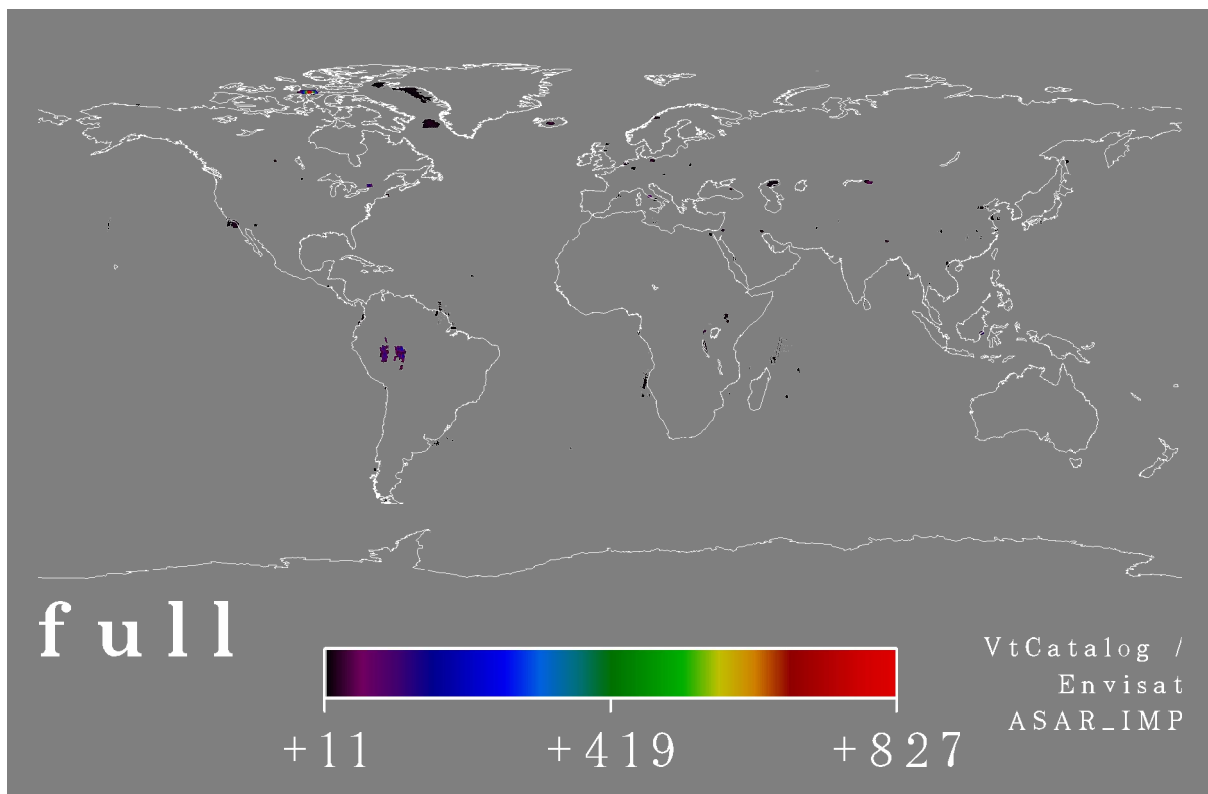 full
VtCatalog /
Envisat
ASAR_IMP
+11 +419 +827